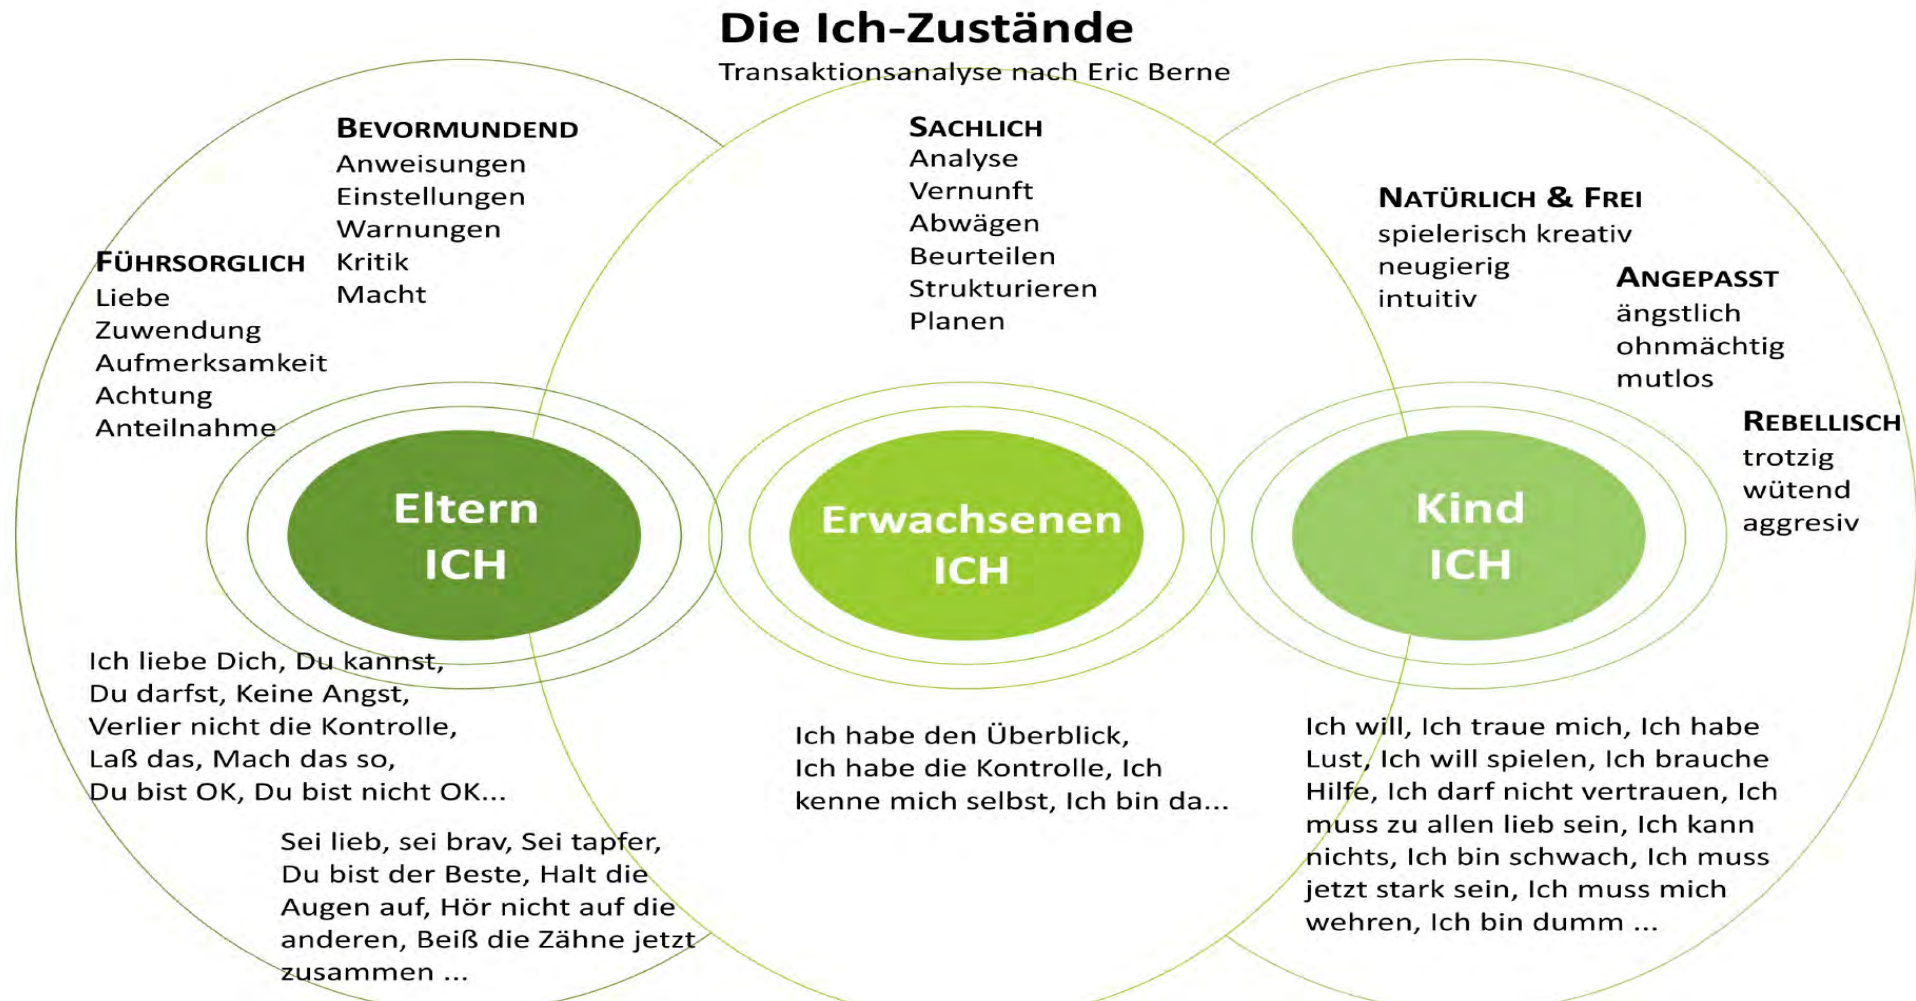 Die Ich-Zustände
Transaktionsanalyse nach Eric Berne
BEVORMUNDEND
Anweisungen
Einstellungen
Warnungen
Kritik
Macht
FÜHRSORGLICH
Liebe
Zuwendung
Aufmerksamkeit
Achtung
Anteilnahme
SACHLICH
Analyse
Vernunft
Abwägen
Beurteilen
Strukturieren
Planen
NATÜRLICH & FREI
spielerisch kreativ
neugierig
intuitiv
ANGEPASST
ängstlich
ohnmächtig
mutlos
REBELLISCH
trotzig
wütend
aggresiv
Eltern
ICH
Erwachsenen
ICH
Kind
ICH
Ich liebe Dich, Du kannst,
Du darfst, Keine Angst,
Verlier nicht die Kontrolle,
Laß das, Mach das so,
Du bist OK, Du bist nicht OK...
Sei lieb, sei brav, Sei tapfer,
Du bist der Beste, Halt die
Augen auf, Hör nicht auf die
anderen, Beiß die Zähne jetzt
zusammen ...
Ich habe den Überblick,
Ich habe die Kontrolle, Ich
kenne mich selbst, Ich bin da...
Ich will, Ich traue mich, Ich habe
Lust, Ich will spielen, Ich brauche
Hilfe, Ich darf nicht vertrauen, Ich
muss zu allen lieb sein, Ich kann
nichts, Ich bin schwach, Ich muss
jetzt stark sein, Ich muss mich
wehren, Ich bin dumm ...